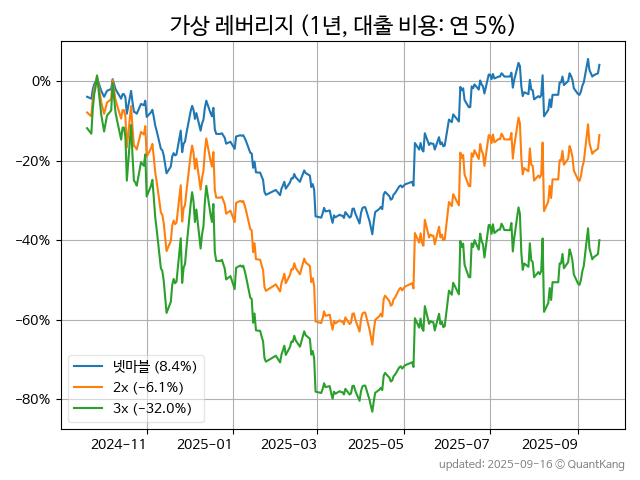 가상 레버리지 (1년, 대출 비용: 연 5%)
0%
−20%
−40%
−60%
−80%
넷마블 (8.4%)
2x (−6.1%)
3x (−32.0%)
2024−11 2025−01 2025−03 2025−05 2025−07 2025−09
updated: 2025-09-16 © QuantKang